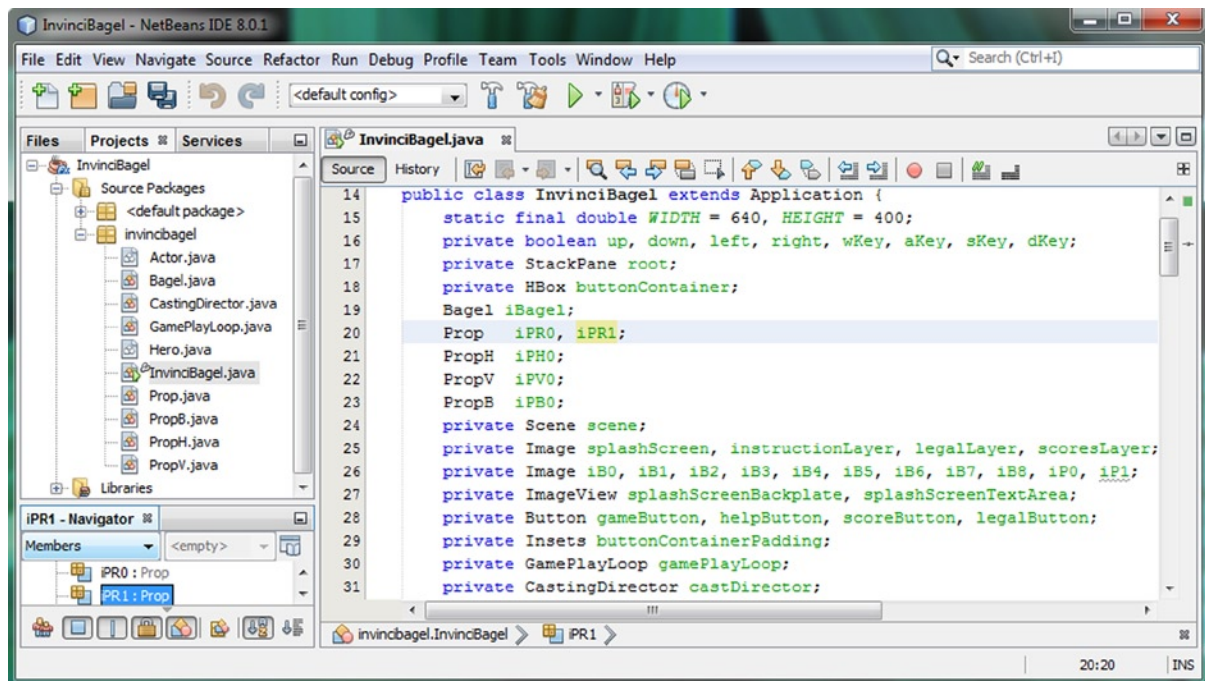 InvinciBagel - NetBeans IDE 8.0.1
File Edit View Navigate Source Refactor Run Debug Profile Team Tools Window Help
Search (Ctrl+I)
<default config>
Files Projects Services
InvinciBagel
Source Packages
<default package>
invincibagel
Actor.java
Bagel.java
CastingDirector.java
GamePlayLoop.java
Hero.java
InvinciBagel.java
Prop.java
PropB.java
PropH.java
PropV.java
Libraries
iPR1 - Navigator
Members <empty>
iPR0 : Prop
iPR1 : Prop
InvinciBagel.java
Source History
14 public class InvinciBagel extends Application {
15 static final double WIDTH = 640, HEIGHT = 400;
16 private boolean up, down, left, right, wKey, aKey, sKey, dKey;
17 private StackPane root;
18 private HBox buttonContainer;
19 Bagel iBagel;
20 Prop iPR0, iPR1;
21 PropH iPH0;
22 PropV iPV0;
23 PropB iPB0;
24 private Scene scene;
25 private Image splashScreen, instructionLayer, legalLayer, scoresLayer;
26 private Image iB0, iB1, iB2, iB3, iB4, iB5, iB6, iB7, iB8, iP0, iP1;
27 private ImageView splashScreenBackplate, splashScreenTextArea;
28 private Button gameButton, helpButton, scoreButton, legalButton;
29 private Insets buttonContainerPadding;
30 private GamePlayLoop gamePlayLoop;
31 private CastingDirector castDirector;
invincibagel.InvinciBagel iPR1
20:20 INS